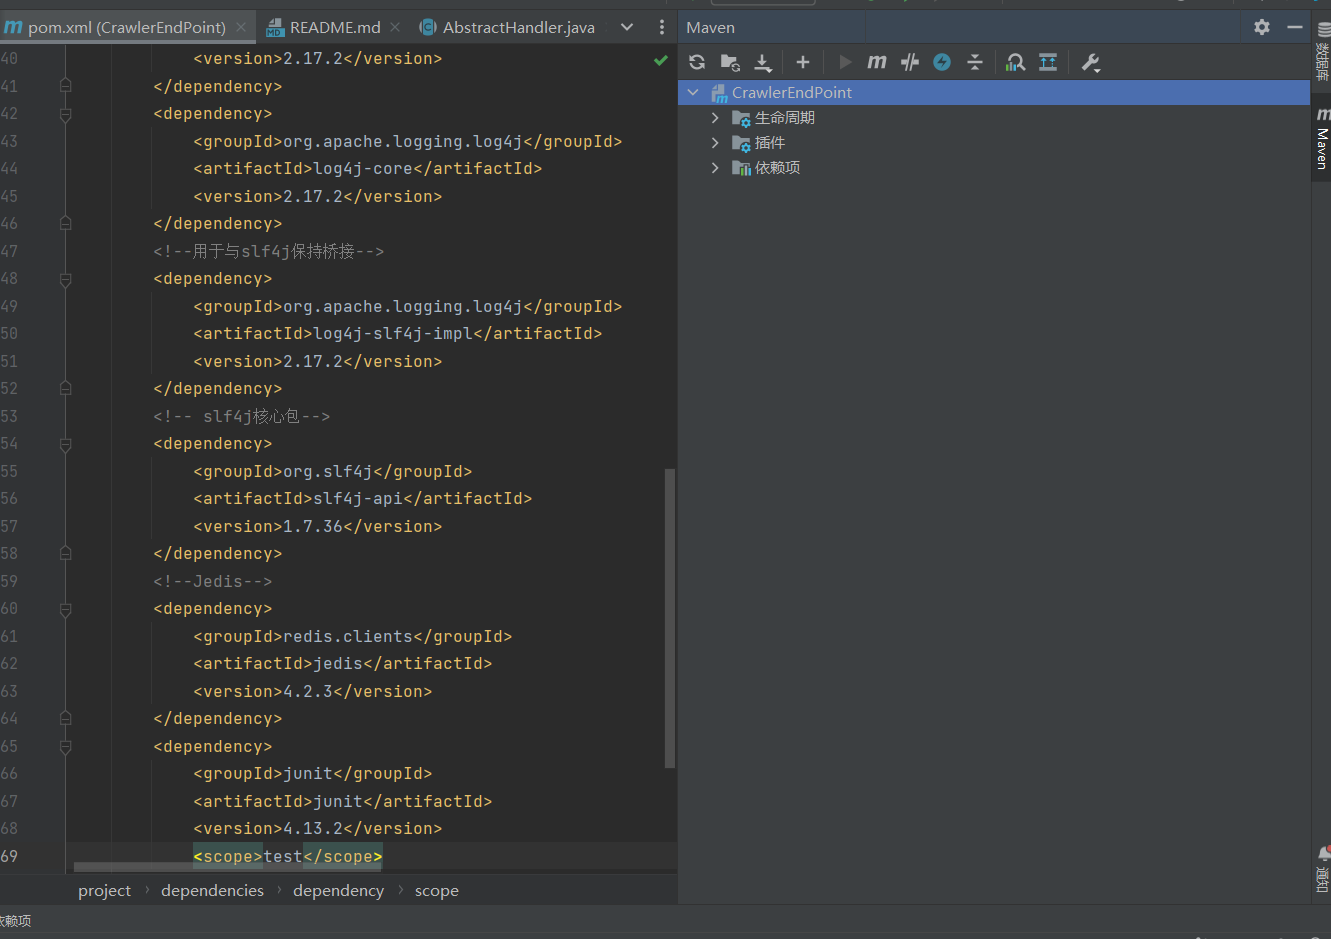 pom.xml (CrawlerEndPoint)
README.md
AbstractHandler.java
40 <version>2.17.2</version>
41 </dependency>
42 <dependency>
43 <groupId>org.apache.logging.log4j</groupId>
44 <artifactId>log4j-core</artifactId>
45 <version>2.17.2</version>
46 </dependency>
47 <!--用于与slf4j保持桥接-->
48 <dependency>
49 <groupId>org.apache.logging.log4j</groupId>
50 <artifactId>log4j-slf4j-impl</artifactId>
51 <version>2.17.2</version>
52 </dependency>
53 <!-- slf4j核心包-->
54 <dependency>
55 <groupId>org.slf4j</groupId>
56 <artifactId>slf4j-api</artifactId>
57 <version>1.7.36</version>
58 </dependency>
59 <!--Jedis-->
60 <dependency>
61 <groupId>redis.clients</groupId>
62 <artifactId>jedis</artifactId>
63 <version>4.2.3</version>
64 </dependency>
65 <dependency>
66 <groupId>junit</groupId>
67 <artifactId>junit</artifactId>
68 <version>4.13.2</version>
69 <scope>test</scope>
project › dependencies › dependency › scope
依赖项
Maven
CrawlerEndPoint
生命周期
插件
依赖项
数据库
Maven
通知